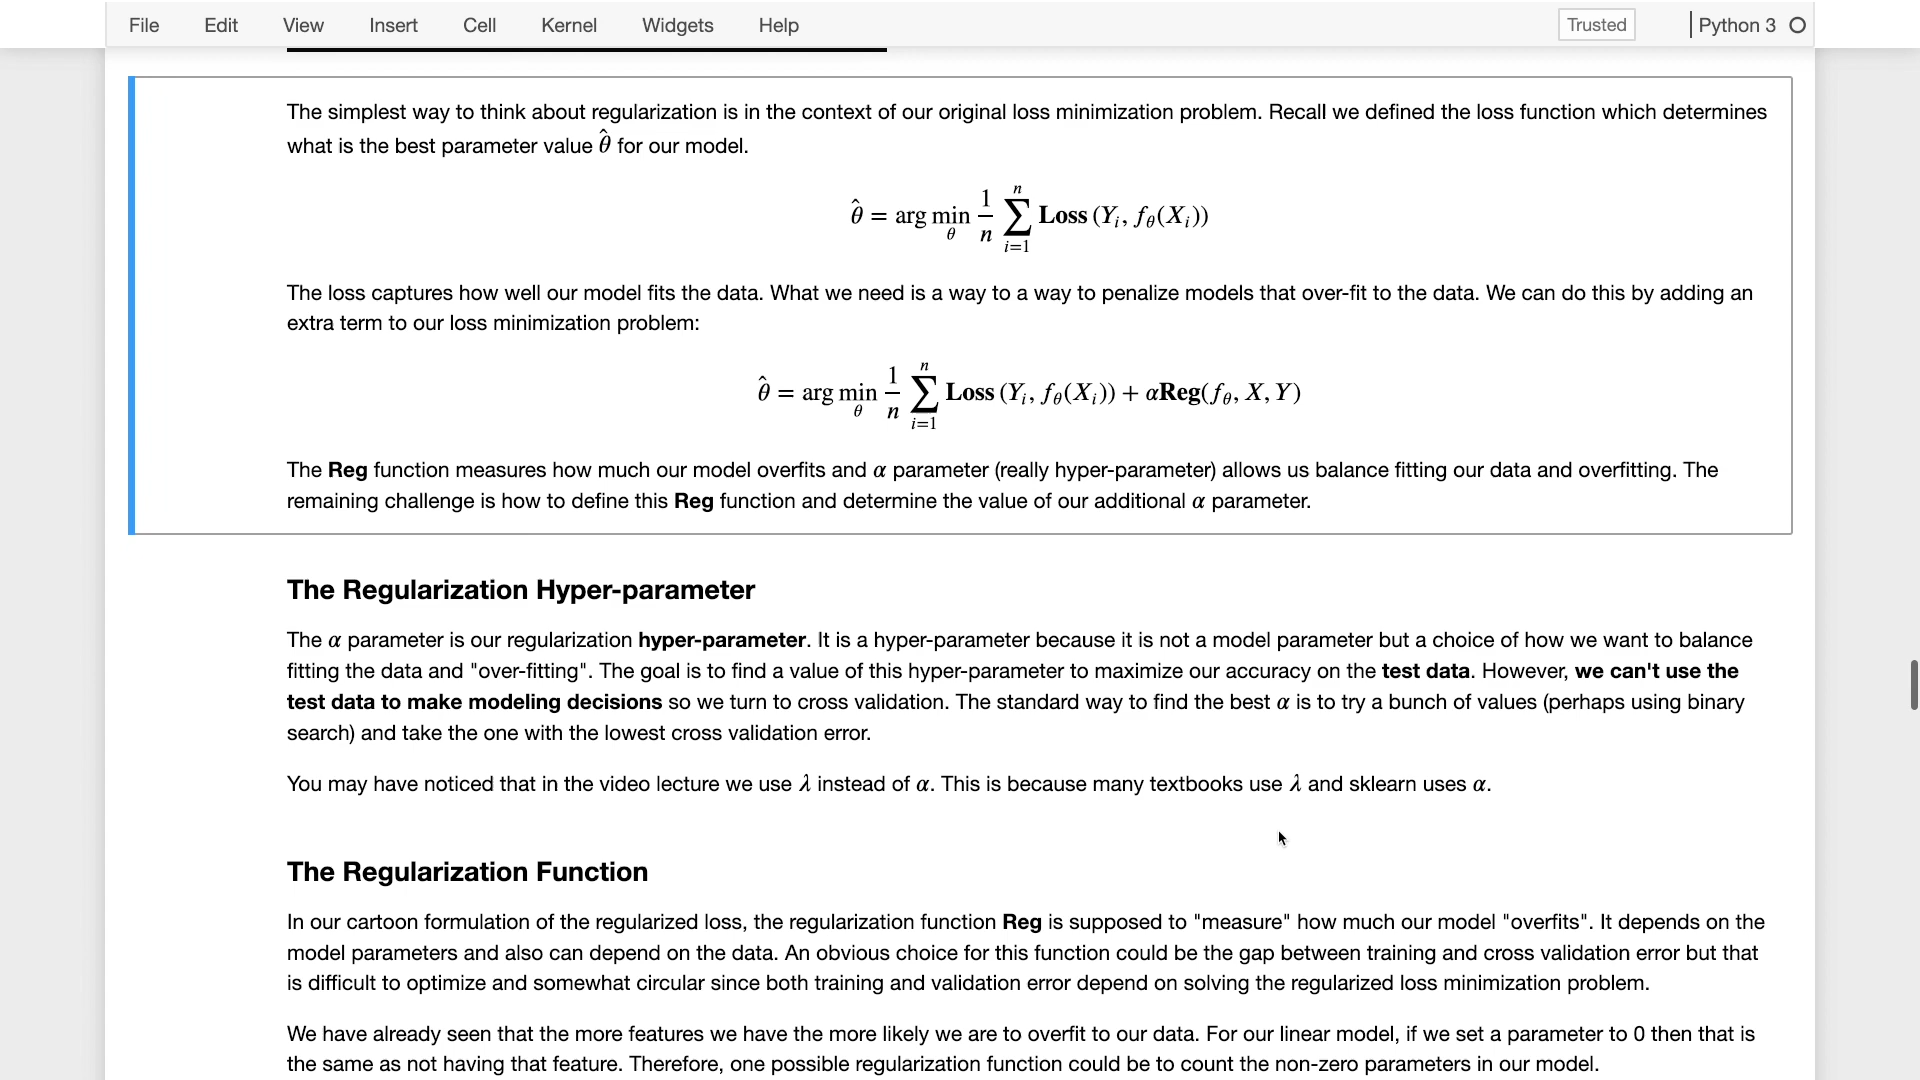 File Edit View Insert Cell Kernel Widgets Help Trusted Python 3
The simplest way to think about regularization is in the context of our original loss minimization problem. Recall we defined the loss function which determines
what is the best parameter value θ̂ for our model.
θ̂ = arg min_θ 1/n ∑_{i=1}^{n} Loss (Y_i, f_θ(X_i))
The loss captures how well our model fits the data. What we need is a way to a way to penalize models that over-fit to the data. We can do this by adding an
extra term to our loss minimization problem:
θ̂ = arg min_θ 1/n ∑_{i=1}^{n} Loss (Y_i, f_θ(X_i)) + αReg(f_θ, X, Y)
The Reg function measures how much our model overfits and α parameter (really hyper-parameter) allows us balance fitting our data and overfitting. The
remaining challenge is how to define this Reg function and determine the value of our additional α parameter.
The Regularization Hyper-parameter
The α parameter is our regularization hyper-parameter. It is a hyper-parameter because it is not a model parameter but a choice of how we want to balance
fitting the data and "over-fitting". The goal is to find a value of this hyper-parameter to maximize our accuracy on the test data. However, we can't use the
test data to make modeling decisions so we turn to cross validation. The standard way to find the best α is to try a bunch of values (perhaps using binary
search) and take the one with the lowest cross validation error.
You may have noticed that in the video lecture we use λ instead of α. This is because many textbooks use λ and sklearn uses α.
The Regularization Function
In our cartoon formulation of the regularized loss, the regularization function Reg is supposed to "measure" how much our model "overfits". It depends on the
model parameters and also can depend on the data. An obvious choice for this function could be the gap between training and cross validation error but that
is difficult to optimize and somewhat circular since both training and validation error depend on solving the regularized loss minimization problem.
We have already seen that the more features we have the more likely we are to overfit to our data. For our linear model, if we set a parameter to 0 then that is
the same as not having that feature. Therefore, one possible regularization function could be to count the non-zero parameters in our model.